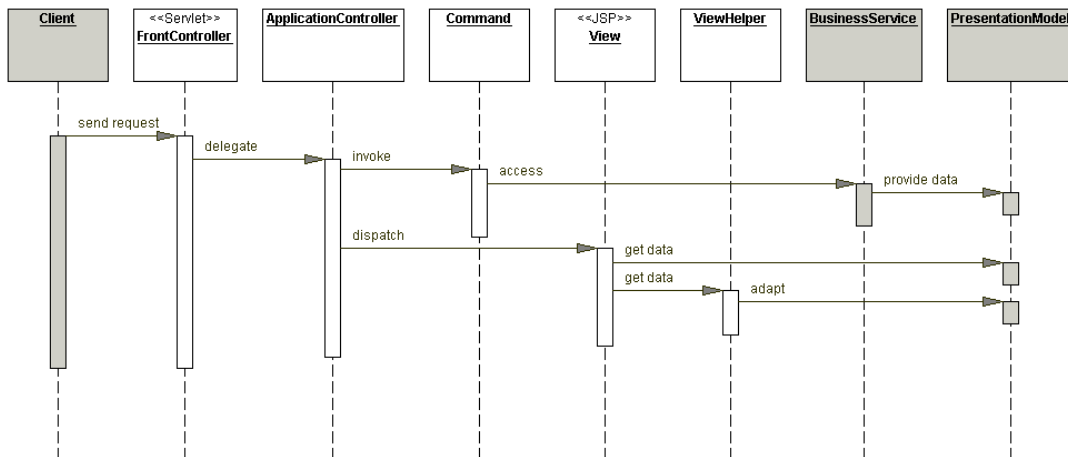 Client
<<Servlet>>
FrontController
ApplicationController
Command
<<JSP>>
View
ViewHelper
BusinessService
PresentationModel
send request
delegate
invoke
access
provide data
dispatch
get data
get data
adapt